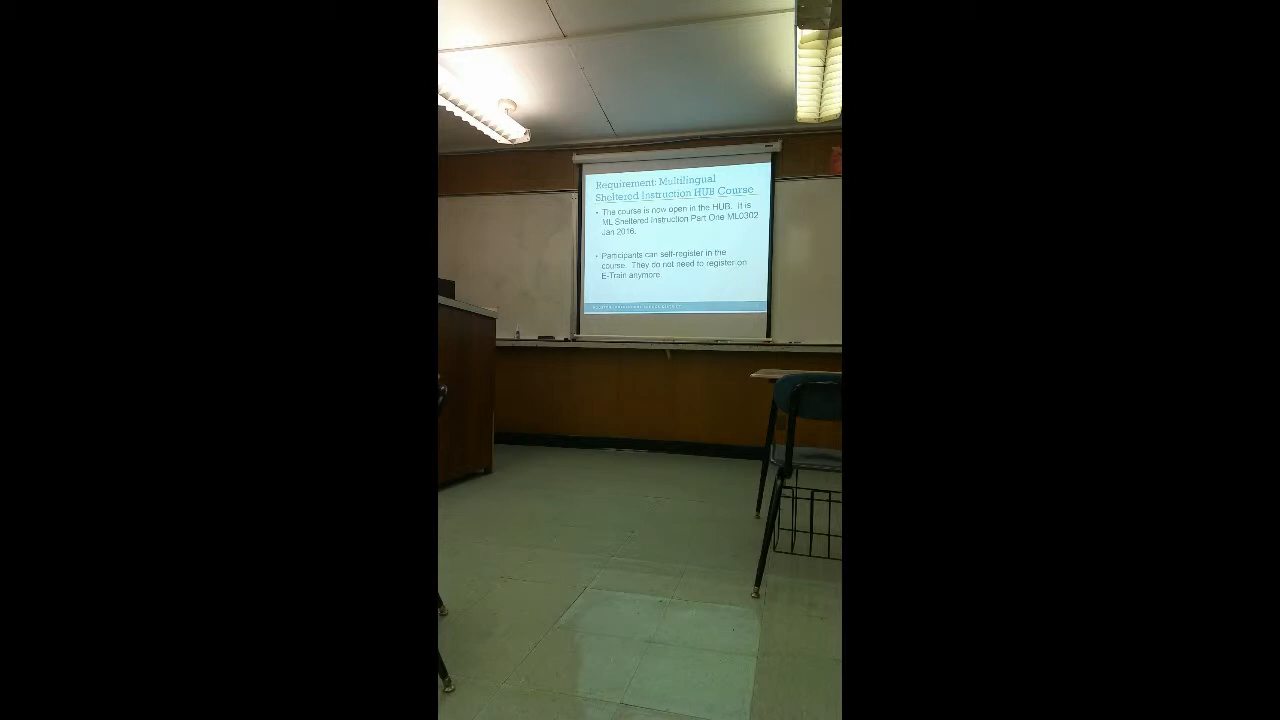 Requirement: Multilingual
Sheltered Instruction HUB Course
• The course is now open in the HUB. It is
ML Sheltered Instruction Part One ML0302
Jan 2016.
• Participants can self-register in the
course. They do not need to register on
E-Train anymore